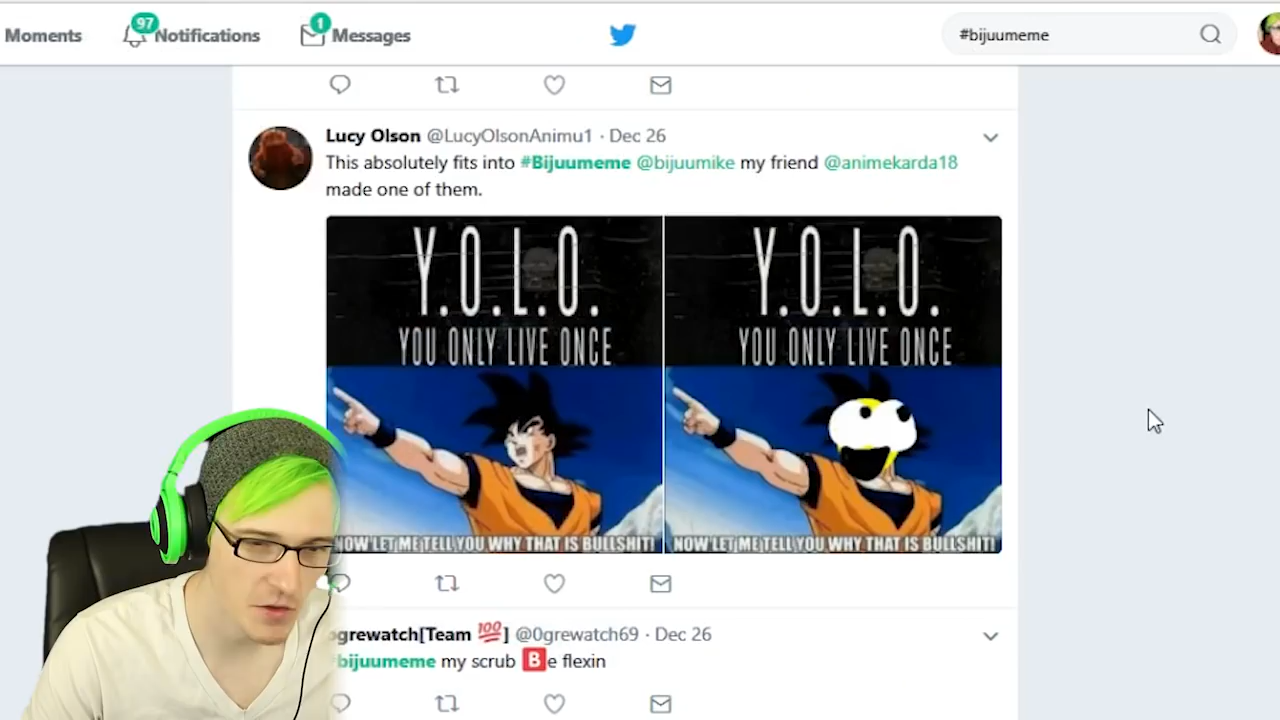 Moments
97
Notifications
1
Messages
#bijuumeme
Lucy Olson @LucyOlsonAnimu1 · Dec 26
This absolutely fits into #Bijuumeme @bijuumike my friend @animekarda18
made one of them.
Y.O.L.O.
YOU ONLY LIVE ONCE
NOW LET ME TELL YOU WHY THAT IS BULLSHIT!
Y.O.L.O.
YOU ONLY LIVE ONCE
NOW LET ME TELL YOU WHY THAT IS BULLSHIT!
grewatch[Team 💯] @0grewatch69 · Dec 26
bijuumeme my scrub 🅱e flexin